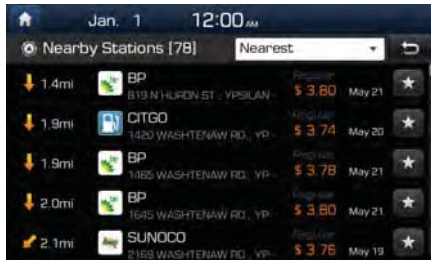 Jan. 1 12:00 AM
Nearby Stations [78] Nearest
1.4mi BP Regular
819 N HURON ST , YPSILAN- $ 3.80 May 21
1.9mi CITGO Regular
1420 WASHTENAW RD., YP- $ 3.74 May 20
1.9mi BP Regular
1465 WASHTENAW RD., YP- $ 3.78 May 21
2.0mi BP Regular
1645 WASHTENAW RD., YP- $ 3.80 May 21
2.1mi SUNOCO Regular
2169 WASHTENAW RD., YP- $ 3.76 May 19